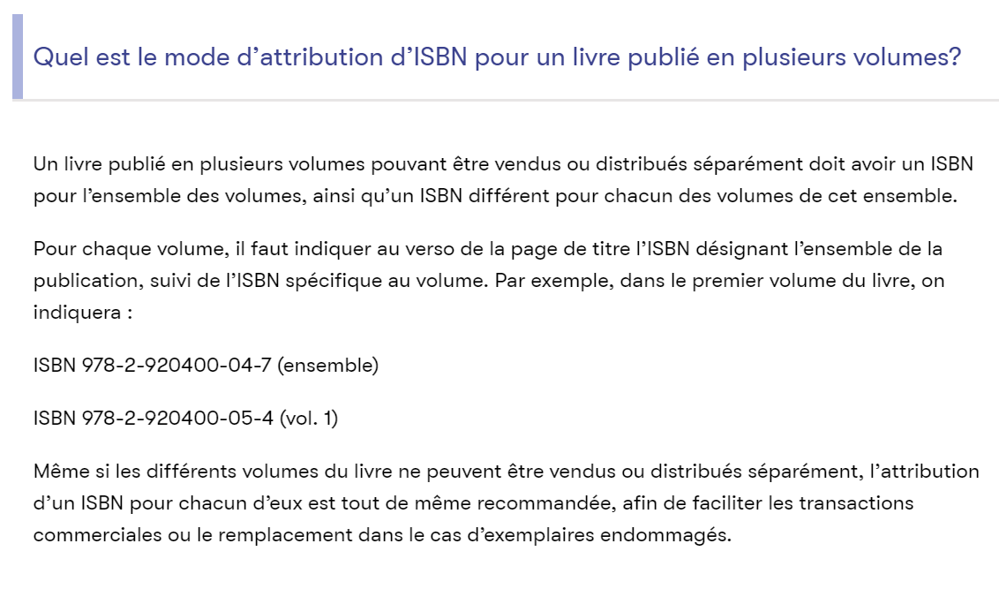 Quel est le mode d’attribution d’ISBN pour un livre publié en plusieurs volumes?
Un livre publié en plusieurs volumes pouvant être vendus ou distribués séparément doit avoir un ISBN
pour l’ensemble des volumes, ainsi qu’un ISBN différent pour chacun des volumes de cet ensemble.
Pour chaque volume, il faut indiquer au verso de la page de titre l’ISBN désignant l’ensemble de la
publication, suivi de l’ISBN spécifique au volume. Par exemple, dans le premier volume du livre, on
indiquera :
ISBN 978-2-920400-04-7 (ensemble)
ISBN 978-2-920400-05-4 (vol. 1)
Même si les différents volumes du livre ne peuvent être vendus ou distribués séparément, l’attribution
d’un ISBN pour chacun d’eux est tout de même recommandée, afin de faciliter les transactions
commerciales ou le remplacement dans le cas d’exemplaires endommagés.